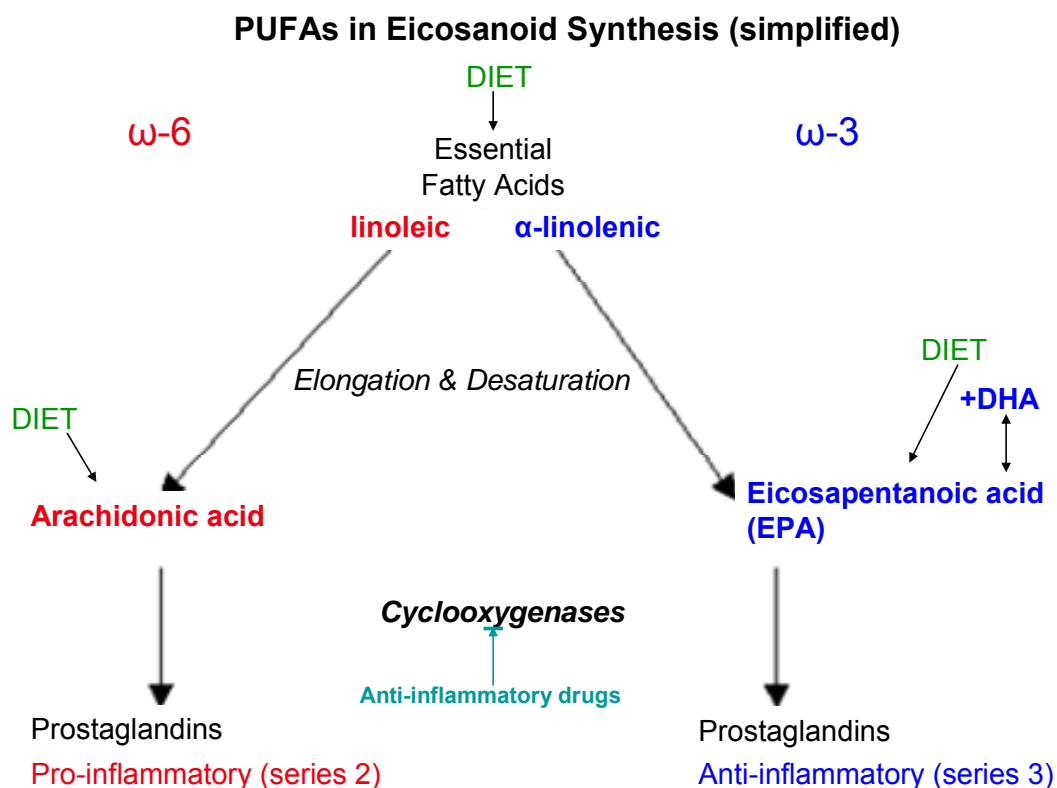 PUFAs in Eicosanoid Synthesis (simplified)
DIET
ω-6
ω-3
Essential
Fatty Acids
linoleic
α-linolenic
Elongation & Desaturation
DIET
+DHA
DIET
Arachidonic acid
Eicosapentanoic acid
(EPA)
Cyclooxygenases
Anti-inflammatory drugs
Prostaglandins
Pro-inflammatory (series 2)
Prostaglandins
Anti-inflammatory (series 3)